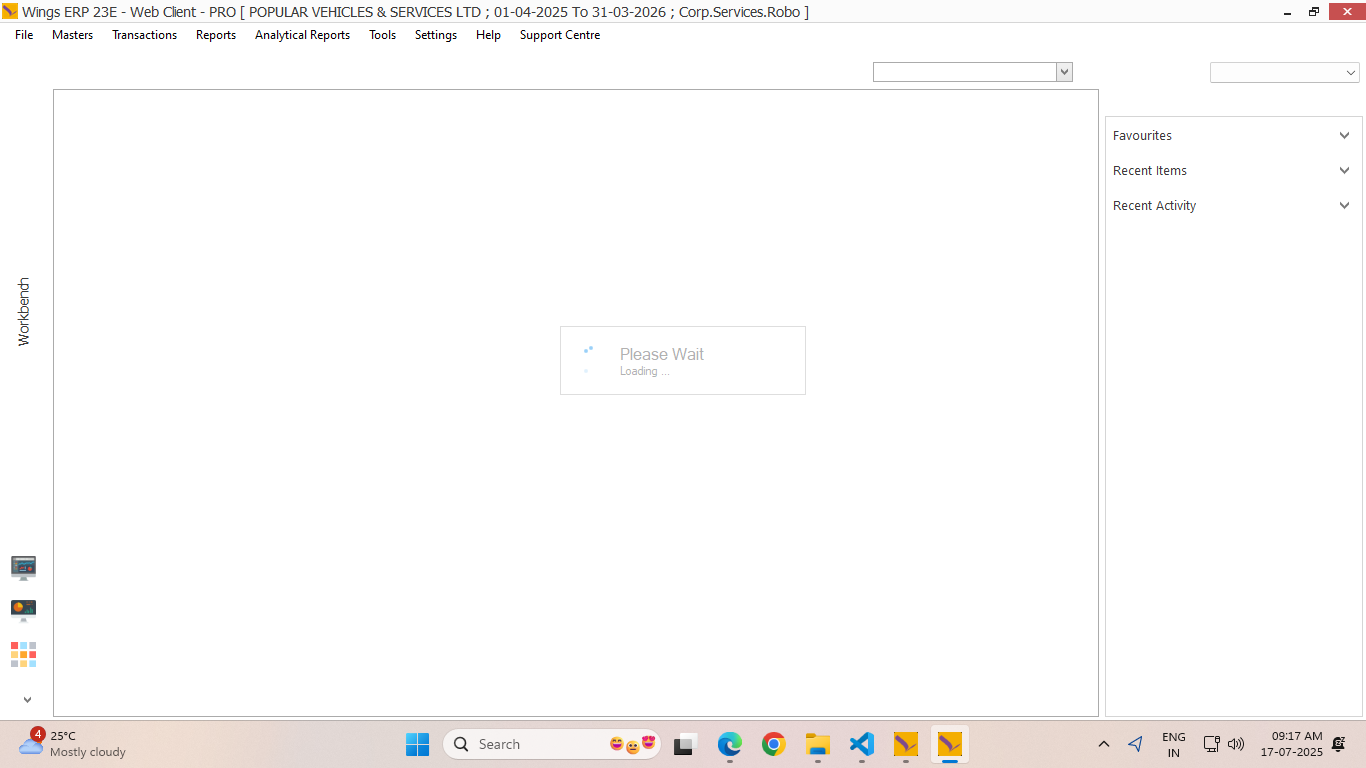 Wings ERP 23E - Web Client - PRO [ POPULAR VEHICLES & SERVICES LTD ; 01-04-2025 To 31-03-2026 ; Corp.Services.Robo ]
File Masters Transactions Reports Analytical Reports Tools Settings Help Support Centre
Favourites
Recent Items
Recent Activity
Workbench
Please Wait
Loading ...
4
25°C
Mostly cloudy
Search
ENG
IN
09:17 AM
17-07-2025